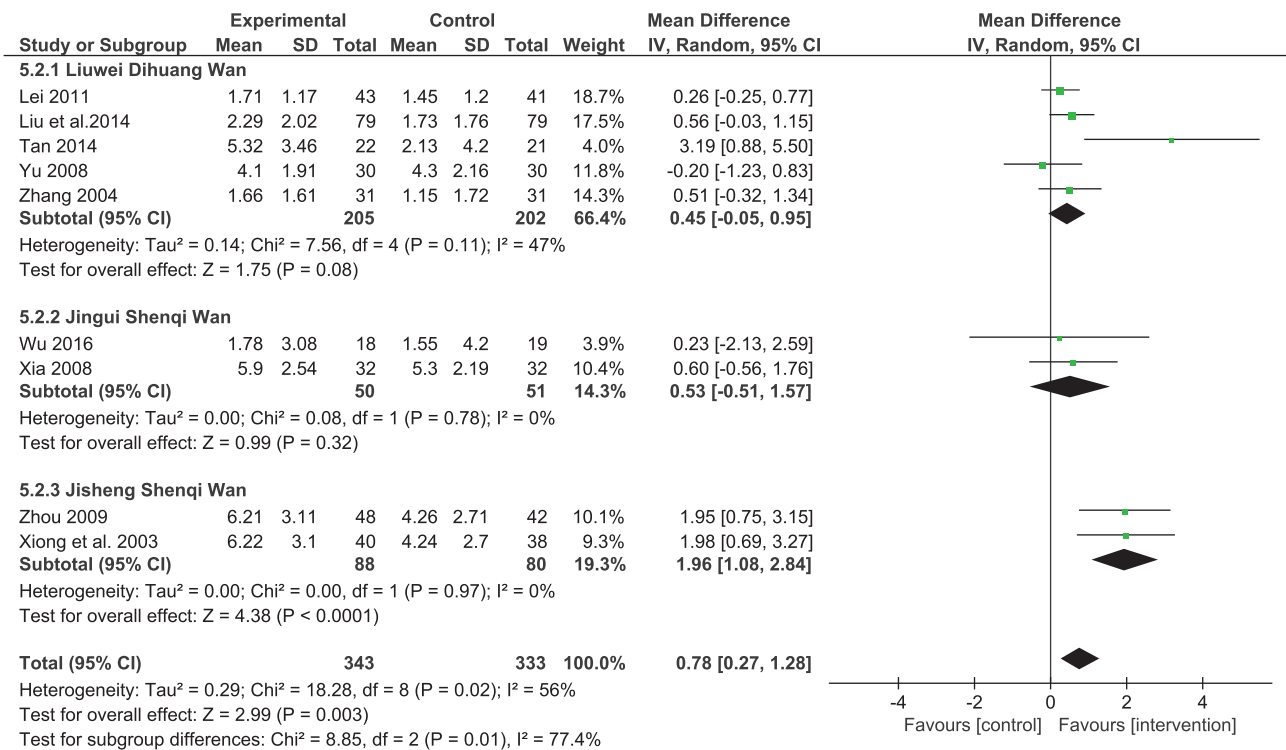 Experimental Control Mean Difference Mean Difference
Study or Subgroup Mean SD Total Mean SD Total Weight IV, Random, 95% CI IV, Random, 95% CI
5.2.1 Liuwei Dihuang Wan
Lei 2011 1.71 1.17 43 1.45 1.2 41 18.7% 0.26 [-0.25, 0.77]
Liu et al.2014 2.29 2.02 79 1.73 1.76 79 17.5% 0.56 [-0.03, 1.15]
Tan 2014 5.32 3.46 22 2.13 4.2 21 4.0% 3.19 [0.88, 5.50]
Yu 2008 4.1 1.91 30 4.3 2.16 30 11.8% -0.20 [-1.23, 0.83]
Zhang 2004 1.66 1.61 31 1.15 1.72 31 14.3% 0.51 [-0.32, 1.34]
Subtotal (95% CI) 205 202 66.4% 0.45 [-0.05, 0.95]
Heterogeneity: Tau² = 0.14; Chi² = 7.56, df = 4 (P = 0.11); I² = 47%
Test for overall effect: Z = 1.75 (P = 0.08)
5.2.2 Jingui Shenqi Wan
Wu 2016 1.78 3.08 18 1.55 4.2 19 3.9% 0.23 [-2.13, 2.59]
Xia 2008 5.9 2.54 32 5.3 2.19 32 10.4% 0.60 [-0.56, 1.76]
Subtotal (95% CI) 50 51 14.3% 0.53 [-0.51, 1.57]
Heterogeneity: Tau² = 0.00; Chi² = 0.08, df = 1 (P = 0.78); I² = 0%
Test for overall effect: Z = 0.99 (P = 0.32)
5.2.3 Jisheng Shenqi Wan
Zhou 2009 6.21 3.11 48 4.26 2.71 42 10.1% 1.95 [0.75, 3.15]
Xiong et al. 2003 6.22 3.1 40 4.24 2.7 38 9.3% 1.98 [0.69, 3.27]
Subtotal (95% CI) 88 80 19.3% 1.96 [1.08, 2.84]
Heterogeneity: Tau² = 0.00; Chi² = 0.00, df = 1 (P = 0.97); I² = 0%
Test for overall effect: Z = 4.38 (P < 0.0001)
Total (95% CI) 343 333 100.0% 0.78 [0.27, 1.28]
Heterogeneity: Tau² = 0.29; Chi² = 18.28, df = 8 (P = 0.02); I² = 56%
Test for overall effect: Z = 2.99 (P = 0.003)
Test for subgroup differences: Chi² = 8.85, df = 2 (P = 0.01), I² = 77.4%
-4 -2 0 2 4
Favours [control] Favours [intervention]